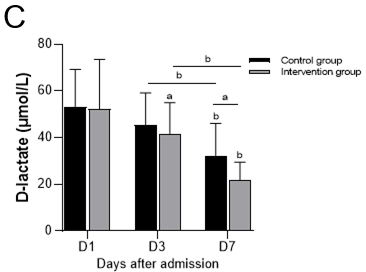 C
80
60
40
20
0
D-lactate (μmol/L)
b
b
a
a
b
b
Control group
Intervention group
D1
D3
D7
Days after admission